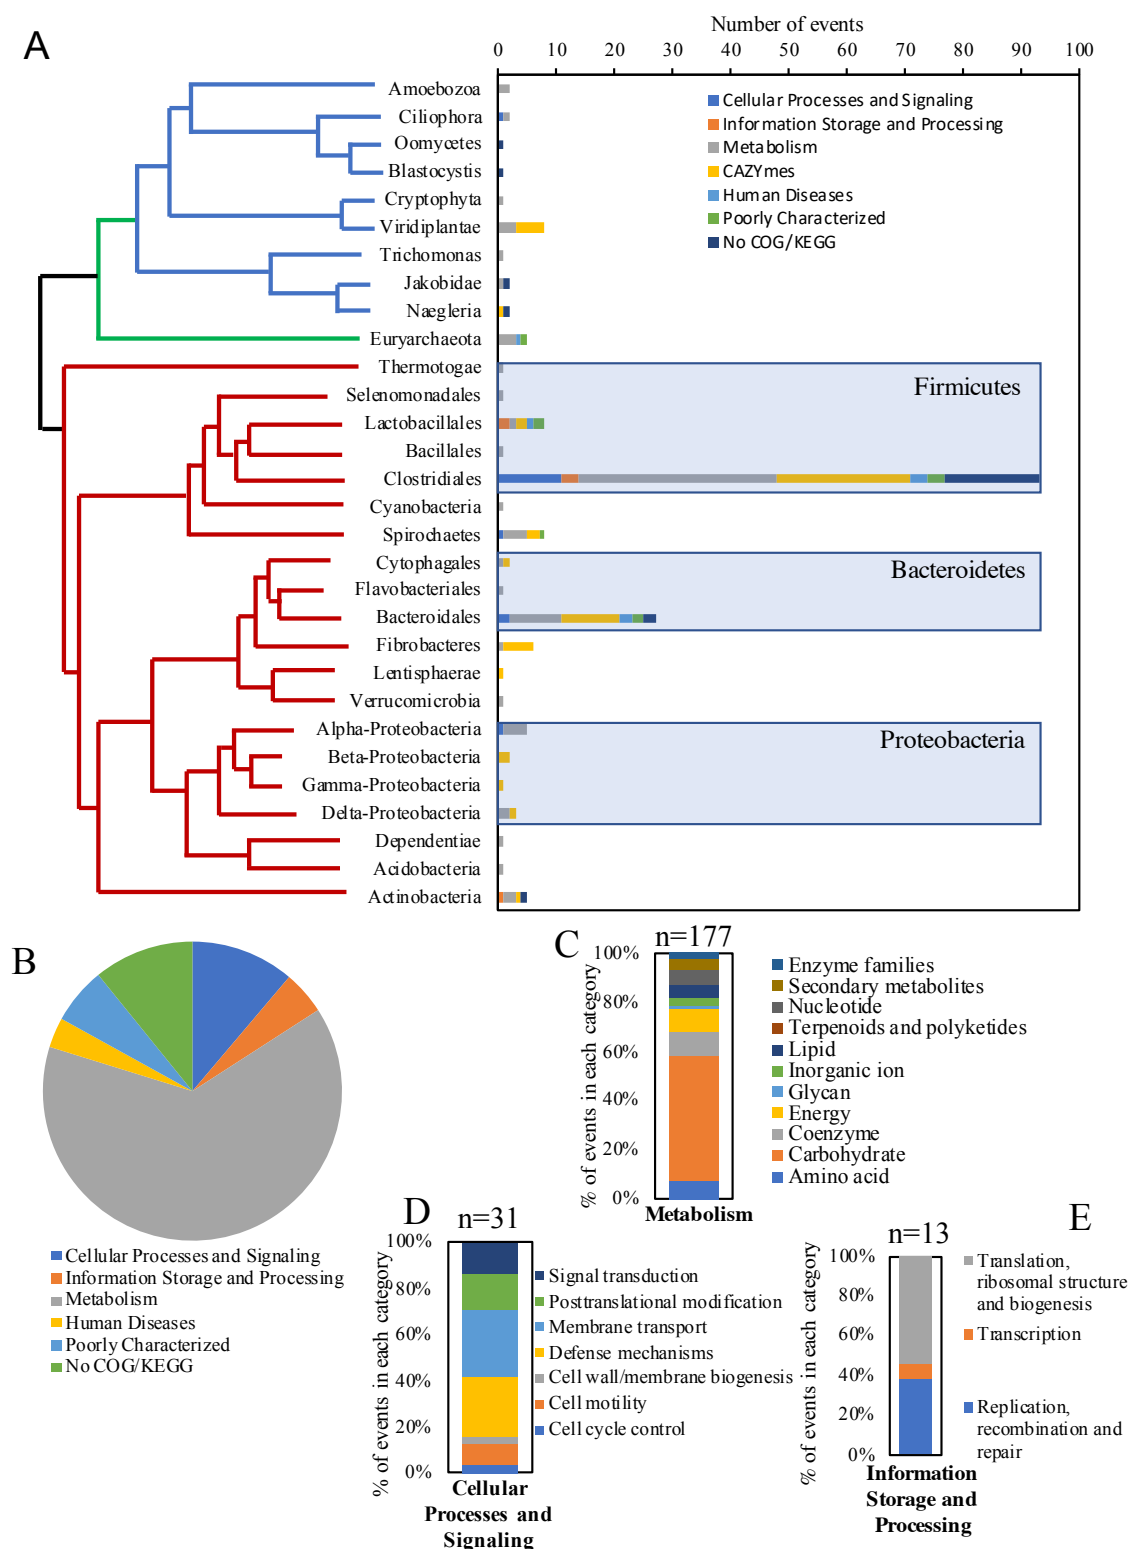 A
Number of events
0 10 20 30 40 50 60 70 80 90 100
Amoebozoa
Ciliophora
Oomycetes
Blastocystis
Cryptophyta
Viridiplantae
Trichomonas
Jakobidae
Naegleria
Euryarchaeota
Thermotogae
Selenomonadales
Lactobacillales
Bacillales
Clostridiales
Cyanobacteria
Spirochaetes
Cytophagales
Flavobacteriales
Bacteroidales
Fibrobacteres
Lentisphaerae
Verrucomicrobia
Alpha-Proteobacteria
Beta-Proteobacteria
Gamma-Proteobacteria
Delta-Proteobacteria
Dependentiae
Acidobacteria
Actinobacteria
Cellular Processes and Signaling
Information Storage and Processing
Metabolism
CAZYmes
Human Diseases
Poorly Characterized
No COG/KEGG
Firmicutes
Bacteroidetes
Proteobacteria
B
Cellular Processes and Signaling
Information Storage and Processing
Metabolism
Human Diseases
Poorly Characterized
No COG/KEGG
C
n=177
% of events in each category
100%
80%
60%
40%
20%
0%
Metabolism
Enzyme families
Secondary metabolites
Nucleotide
Terpenoids and polyketides
Lipid
Inorganic ion
Glycan
Energy
Coenzyme
Carbohydrate
Amino acid
D
n=31
% of events in each category
100%
80%
60%
40%
20%
0%
Cellular
Processes and
Signaling
Signal transduction
Posttranslational modification
Membrane transport
Defense mechanisms
Cell wall/membrane biogenesis
Cell motility
Cell cycle control
E
n=13
% of events in each category
100%
80%
60%
40%
20%
0%
Information
Storage and
Processing
Translation,
ribosomal structure
and biogenesis
Transcription
Replication,
recombination and
repair